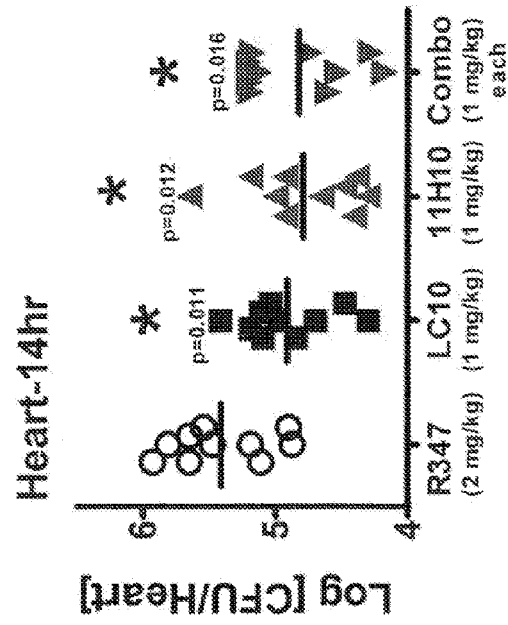 Heart-14hr
Log [CFU/Heart]
6
5
4
* * *
p=0.011 p=0.012 p=0.016
R347 LC10 11H10 Combo
(2 mg/kg) (1 mg/kg) (1 mg/kg) (1 mg/kg)
each